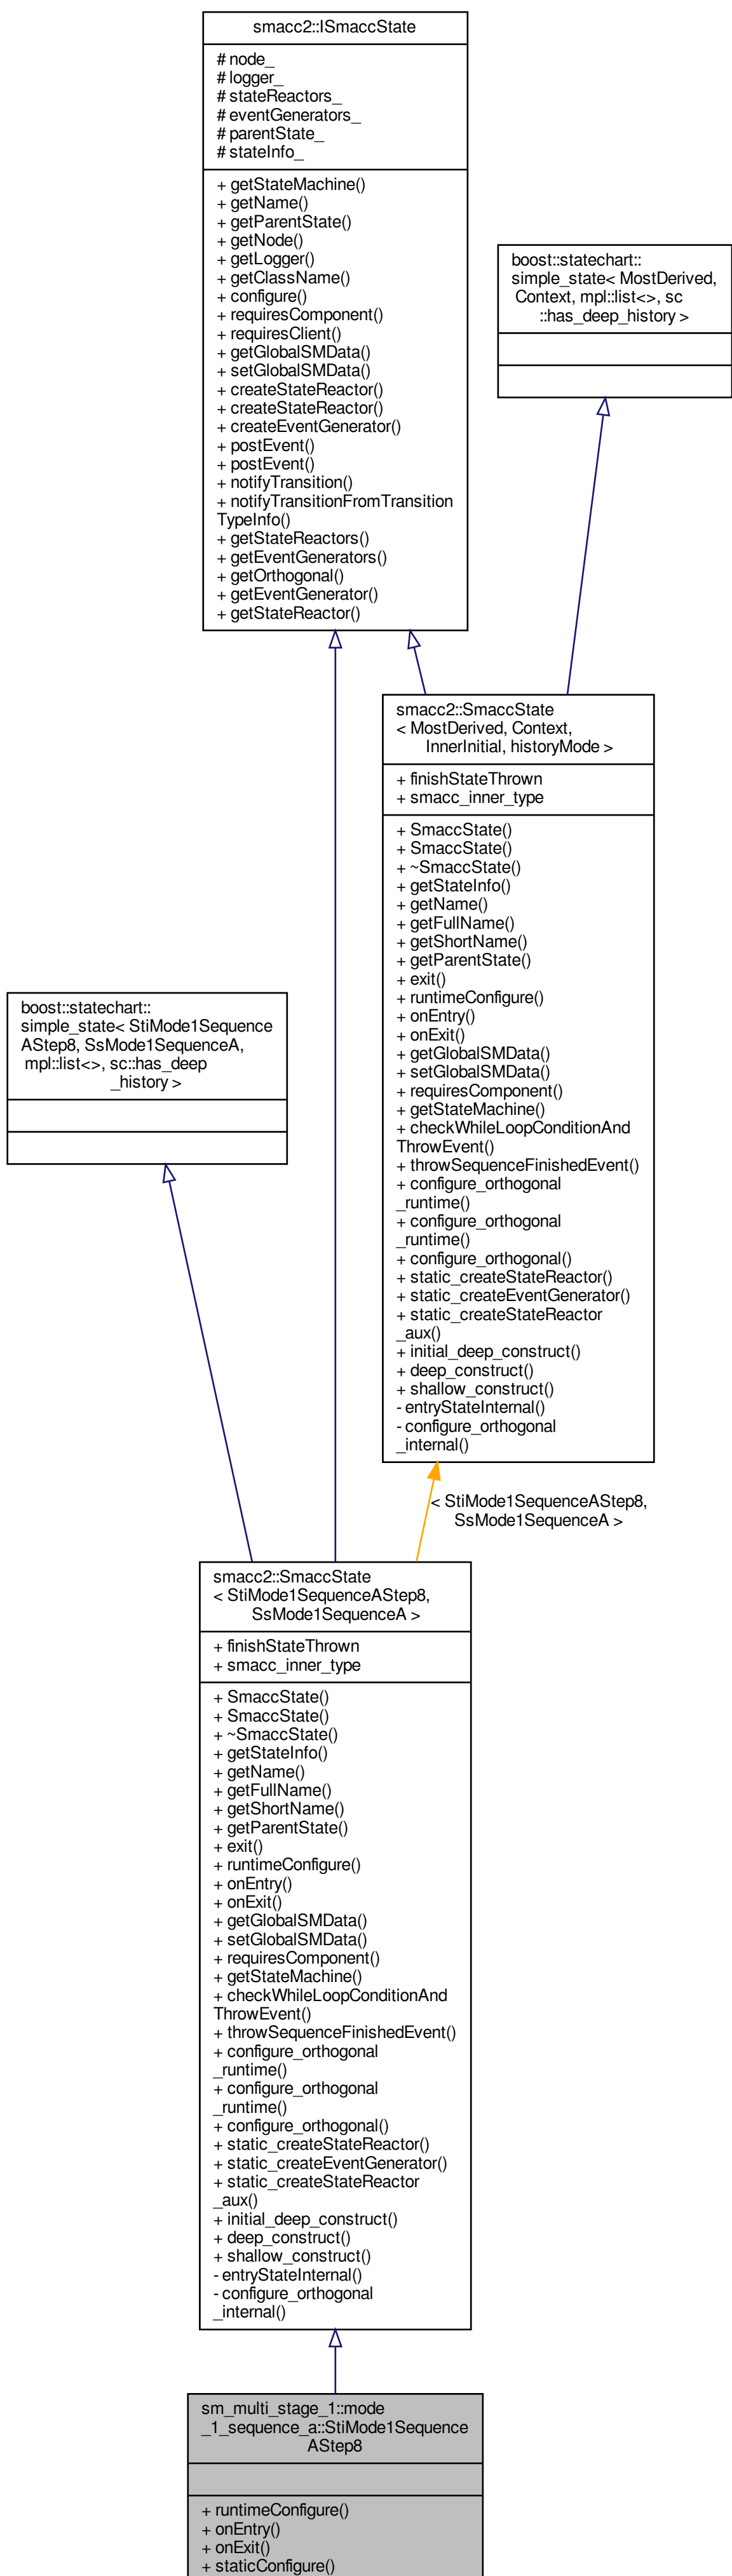 smacc2::ISmaccState
# node_
# logger_
# stateReactors_
# eventGenerators_
# parentState_
# stateInfo_
+ getStateMachine()
+ getName()
+ getParentState()
+ getNode()
+ getLogger()
+ getClassName()
+ configure()
+ requiresComponent()
+ requiresClient()
+ getGlobalSMData()
+ setGlobalSMData()
+ createStateReactor()
+ createStateReactor()
+ createEventGenerator()
+ postEvent()
+ postEvent()
+ notifyTransition()
+ notifyTransitionFromTransition
TypeInfo()
+ getStateReactors()
+ getEventGenerators()
+ getOrthogonal()
+ getEventGenerator()
+ getStateReactor()
boost::statechart::
simple_state< MostDerived,
Context, mpl::list<>, sc
::has_deep_history >
smacc2::SmaccState
< MostDerived, Context,
InnerInitial, historyMode >
+ finishStateThrown
+ smacc_inner_type
+ SmaccState()
+ SmaccState()
+ ~SmaccState()
+ getStateInfo()
+ getName()
+ getFullName()
+ getShortName()
+ getParentState()
+ exit()
+ runtimeConfigure()
+ onEntry()
+ onExit()
+ getGlobalSMData()
+ setGlobalSMData()
+ requiresComponent()
+ getStateMachine()
+ checkWhileLoopConditionAnd
ThrowEvent()
+ throwSequenceFinishedEvent()
+ configure_orthogonal
_runtime()
+ configure_orthogonal
_runtime()
+ configure_orthogonal()
+ static_createStateReactor()
+ static_createEventGenerator()
+ static_createStateReactor
_aux()
+ initial_deep_construct()
+ deep_construct()
+ shallow_construct()
- entryStateInternal()
- configure_orthogonal
_internal()
boost::statechart::
simple_state< StiMode1Sequence
AStep8, SsMode1SequenceA,
mpl::list<>, sc::has_deep
_history >
< StiMode1SequenceAStep8,
SsMode1SequenceA >
smacc2::SmaccState
< StiMode1SequenceAStep8,
SsMode1SequenceA >
+ finishStateThrown
+ smacc_inner_type
+ SmaccState()
+ SmaccState()
+ ~SmaccState()
+ getStateInfo()
+ getName()
+ getFullName()
+ getShortName()
+ getParentState()
+ exit()
+ runtimeConfigure()
+ onEntry()
+ onExit()
+ getGlobalSMData()
+ setGlobalSMData()
+ requiresComponent()
+ getStateMachine()
+ checkWhileLoopConditionAnd
ThrowEvent()
+ throwSequenceFinishedEvent()
+ configure_orthogonal
_runtime()
+ configure_orthogonal
_runtime()
+ configure_orthogonal()
+ static_createStateReactor()
+ static_createEventGenerator()
+ static_createStateReactor
_aux()
+ initial_deep_construct()
+ deep_construct()
+ shallow_construct()
- entryStateInternal()
- configure_orthogonal
_internal()
sm_multi_stage_1::mode
_1_sequence_a::StiMode1Sequence
AStep8
+ runtimeConfigure()
+ onEntry()
+ onExit()
+ staticConfigure()